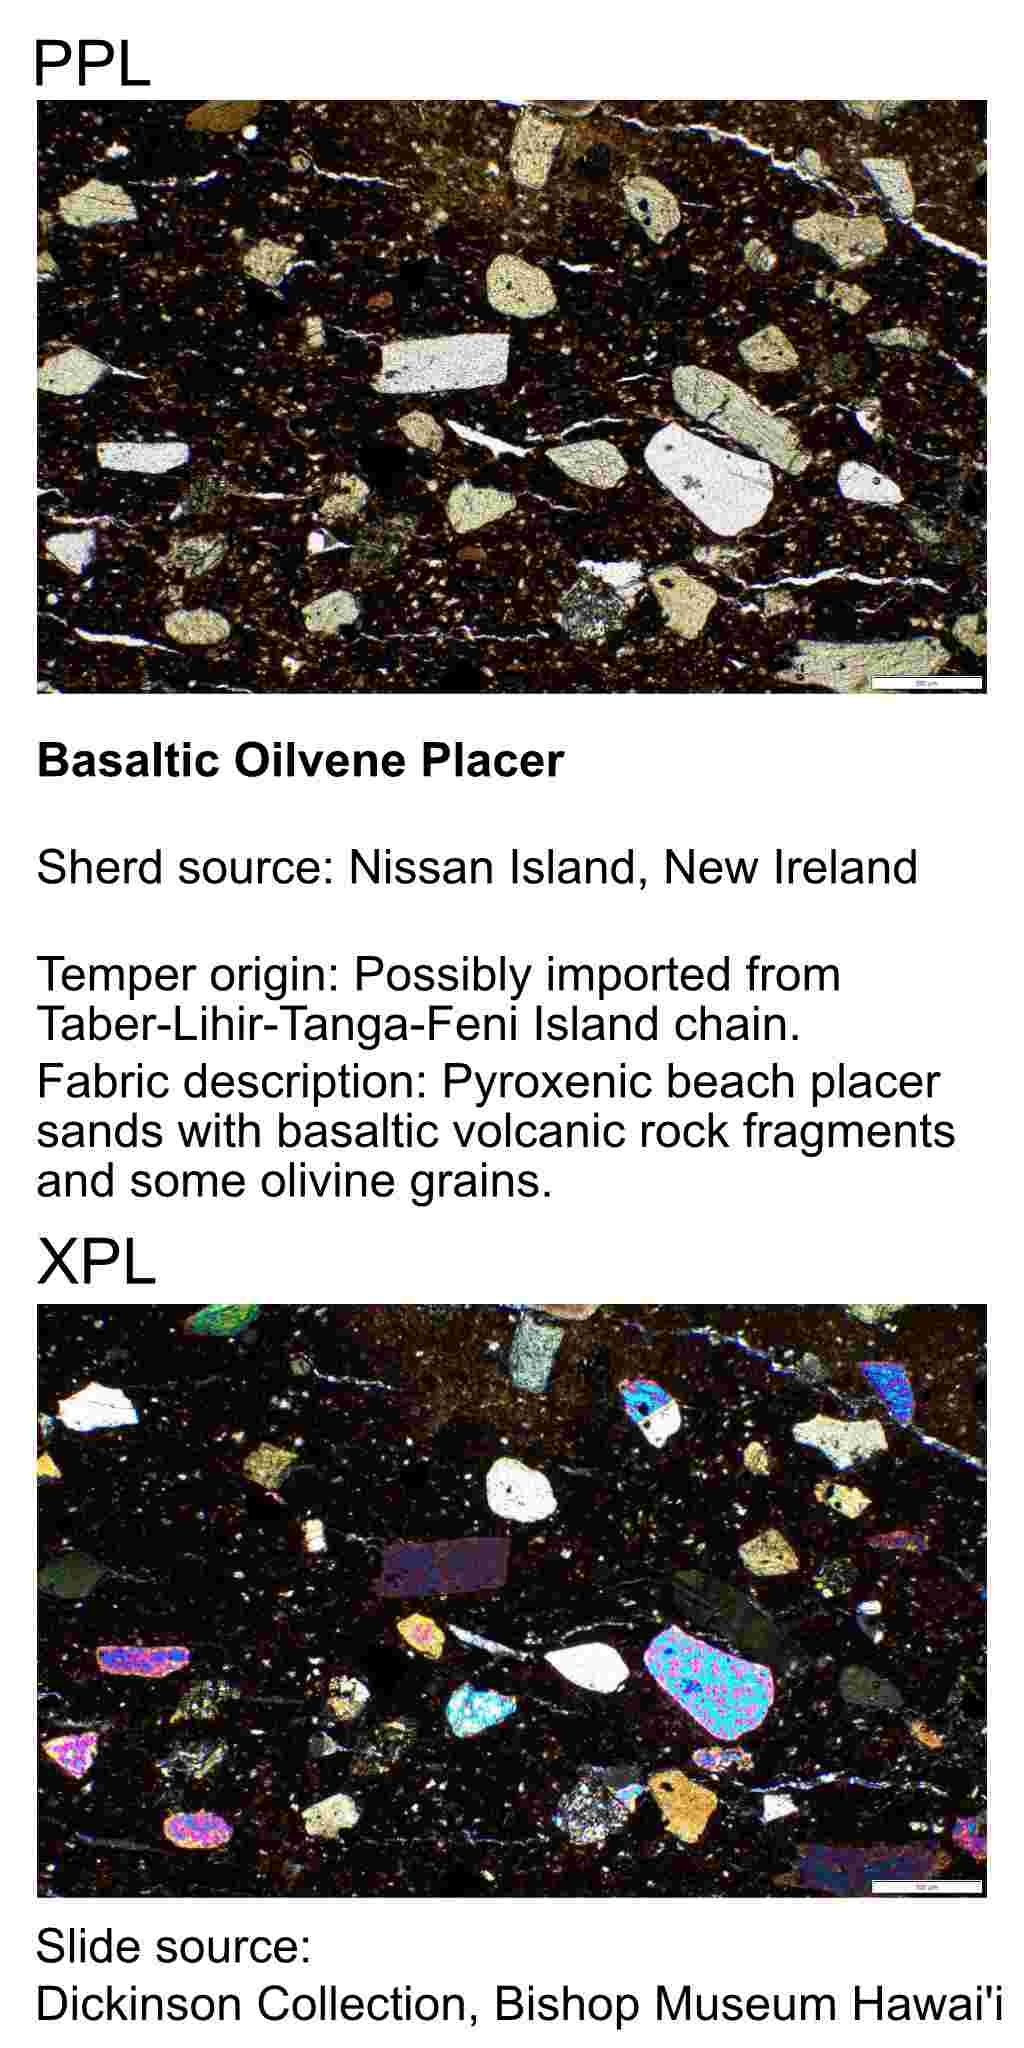 PPL
Basaltic Oilvene Placer
Sherd source: Nissan Island, New Ireland
Temper origin: Possibly imported from
Taber-Lihir-Tanga-Feni Island chain.
Fabric description: Pyroxenic beach placer
sands with basaltic volcanic rock fragments
and some olivine grains.
XPL
Slide source:
Dickinson Collection, Bishop Museum Hawai'i